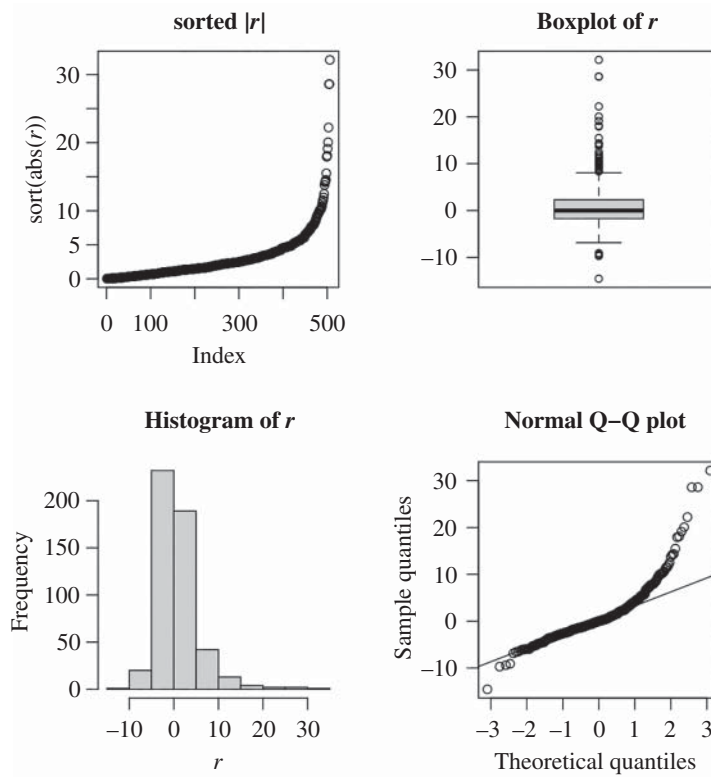 sorted |r|
sort(abs(r))
30
20
10
5
0
0 100 300 500
Index
Boxplot of r
30
20
10
0
−10
Histogram of r
Frequency
200
150
100
50
0
−10 0 10 20 30
r
Normal Q−Q plot
Sample quantiles
30
20
10
0
−10
−3 −2 −1 0 1 2 3
Theoretical quantiles